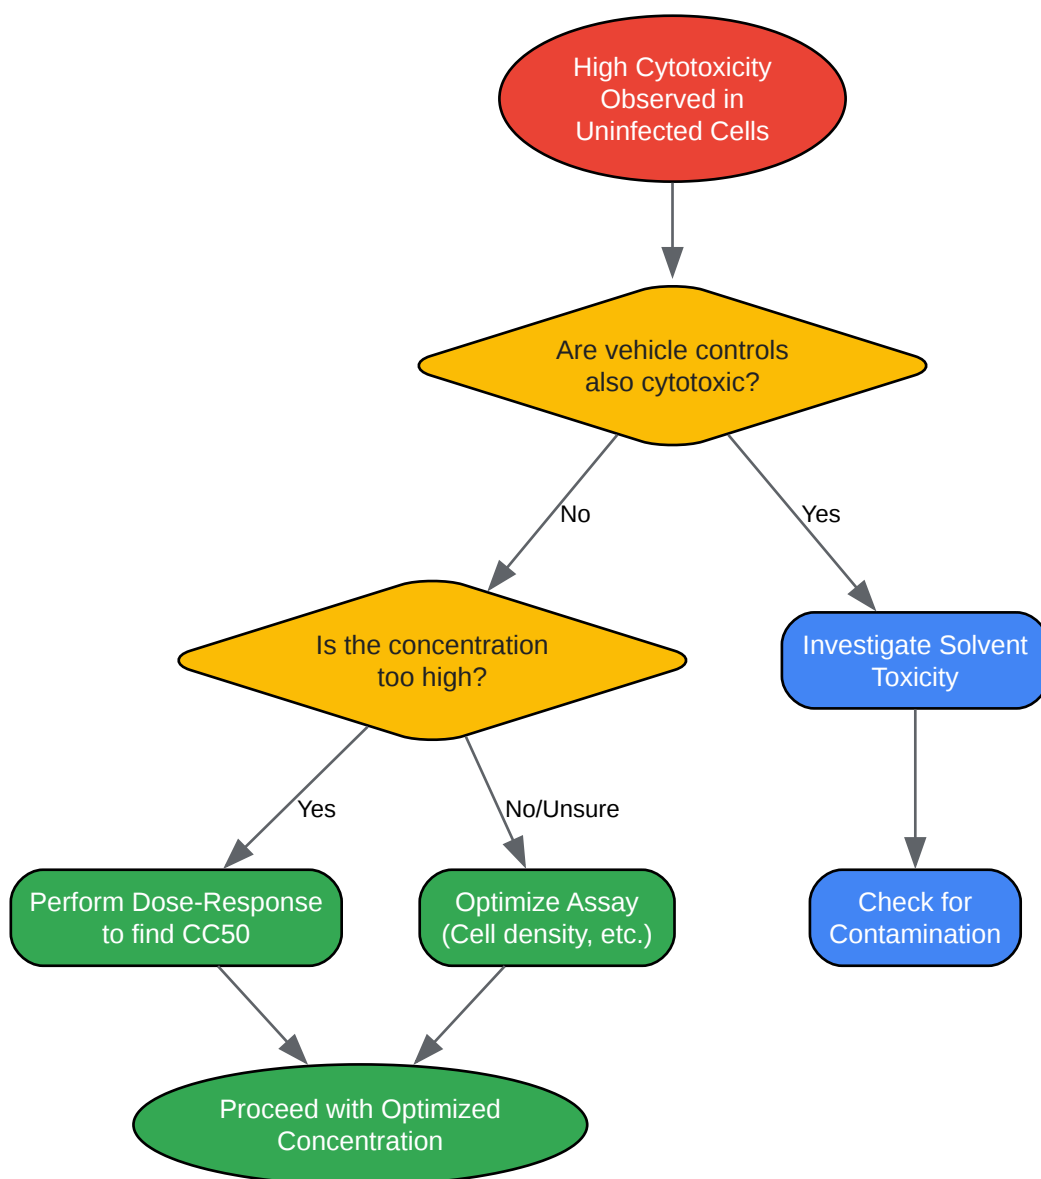 High Cytotoxicity
Observed in
Uninfected Cells
Are vehicle controls
also cytotoxic?
No
Yes
Is the concentration
too high?
Investigate Solvent
Toxicity
Yes
No/Unsure
Perform Dose-Response
to find CC50
Optimize Assay
(Cell density, etc.)
Check for
Contamination
Proceed with Optimized
Concentration